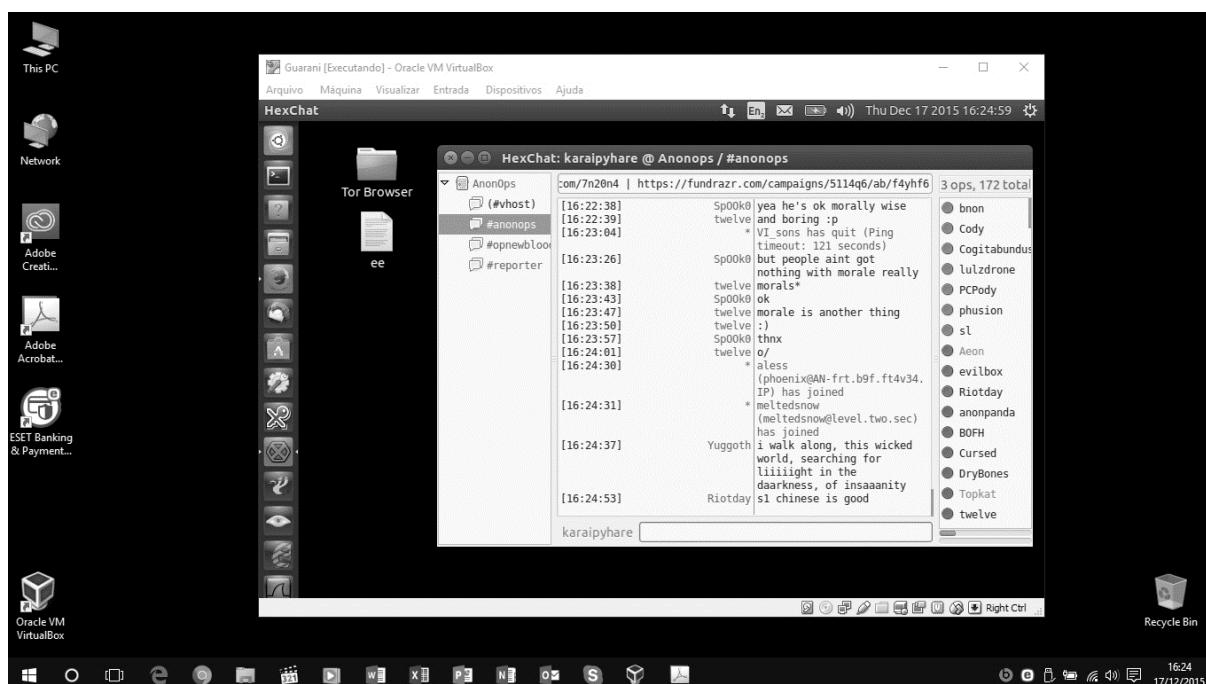 This PC
Network
Adobe
Creati...
Adobe
Acrobat...
ESET Banking
& Payment...
Oracle VM
VirtualBox
Guarani [Executando] - Oracle VM VirtualBox
Arquivo Máquina Visualizar Entrada Dispositivos Ajuda
HexChat
En2
Thu Dec 17 2015 16:24:59
Tor Browser
ee
HexChat: karaipyhare @ Anonops / #anonops
AnonOps
(#vhost)
#anonops
#opnewbloo
#reporter
com/7n20n4 | https://fundrazr.com/campaigns/5114q6/ab/f4yhf6
[16:22:38] Sp00k0 yea he's ok morally wise
[16:22:39] twelve and boring :p
[16:23:04] * VI_sons has quit (Ping
timeout: 121 seconds)
[16:23:26] Sp00k0 but people aint got
nothing with morale really
[16:23:38] twelve morals*
[16:23:43] Sp00k0 ok
[16:23:47] twelve morale is another thing
[16:23:50] twelve :)
[16:23:57] Sp00k0 thnx
[16:24:01] twelve o/
[16:24:30] * aless
(phoenix@AN-frt.b9f.ft4v34.
IP) has joined
[16:24:31] * meltedsnow
(meltedsnow@level.two.sec)
has joined
[16:24:37] Yuggoth i walk along, this wicked
world, searching for
liiiiight in the
daarkness, of insaaanity
[16:24:53] Riotday s1 chinese is good
karaipyhare
3 ops, 172 total
bnon
Cody
Cogitabundus
lulzdrone
PCPody
phusion
sl
Aeon
evilbox
Riotday
anonpanda
BOFH
Cursed
DryBones
Topkat
twelve
Right Ctrl
Recycle Bin
16:24
17/12/2015